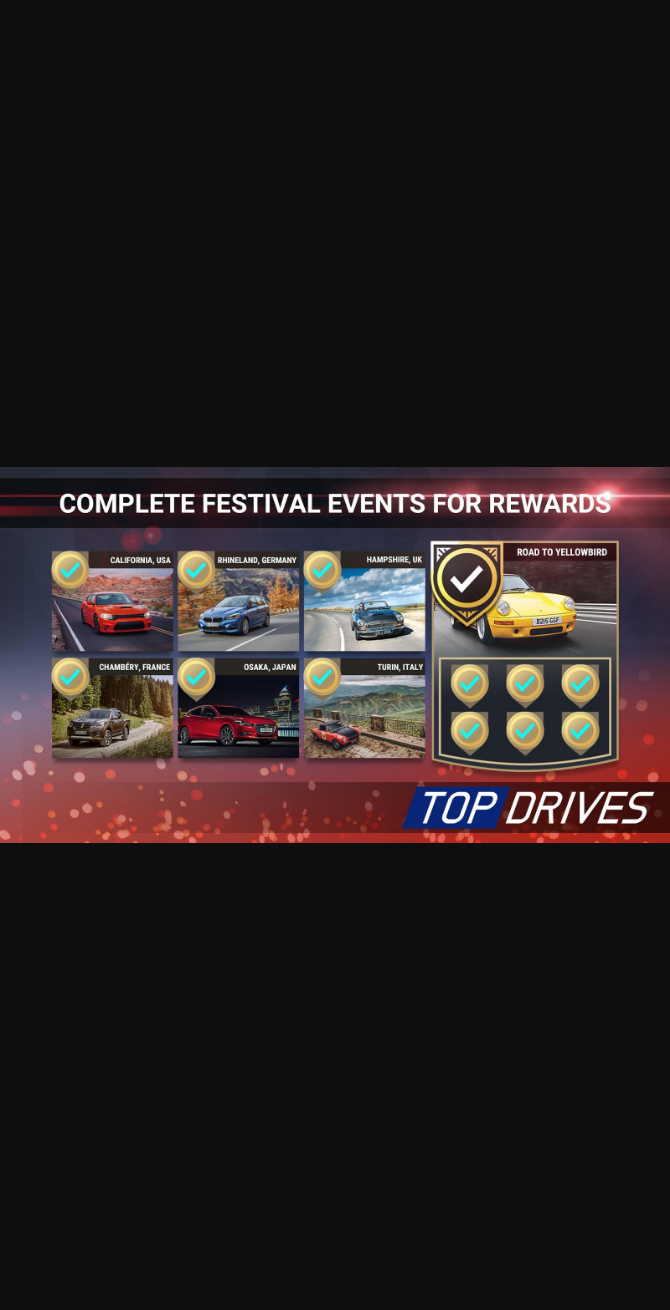 COMPLETE FESTIVAL EVENTS FOR REWARDS
CALIFORNIA, USA
RHINELAND, GERMANY
HAMPSHIRE, UK
ROAD TO YELLOWBIRD
CHAMBÉRY, FRANCE
OSAKA, JAPAN
TURIN, ITALY
TOP DRIVES